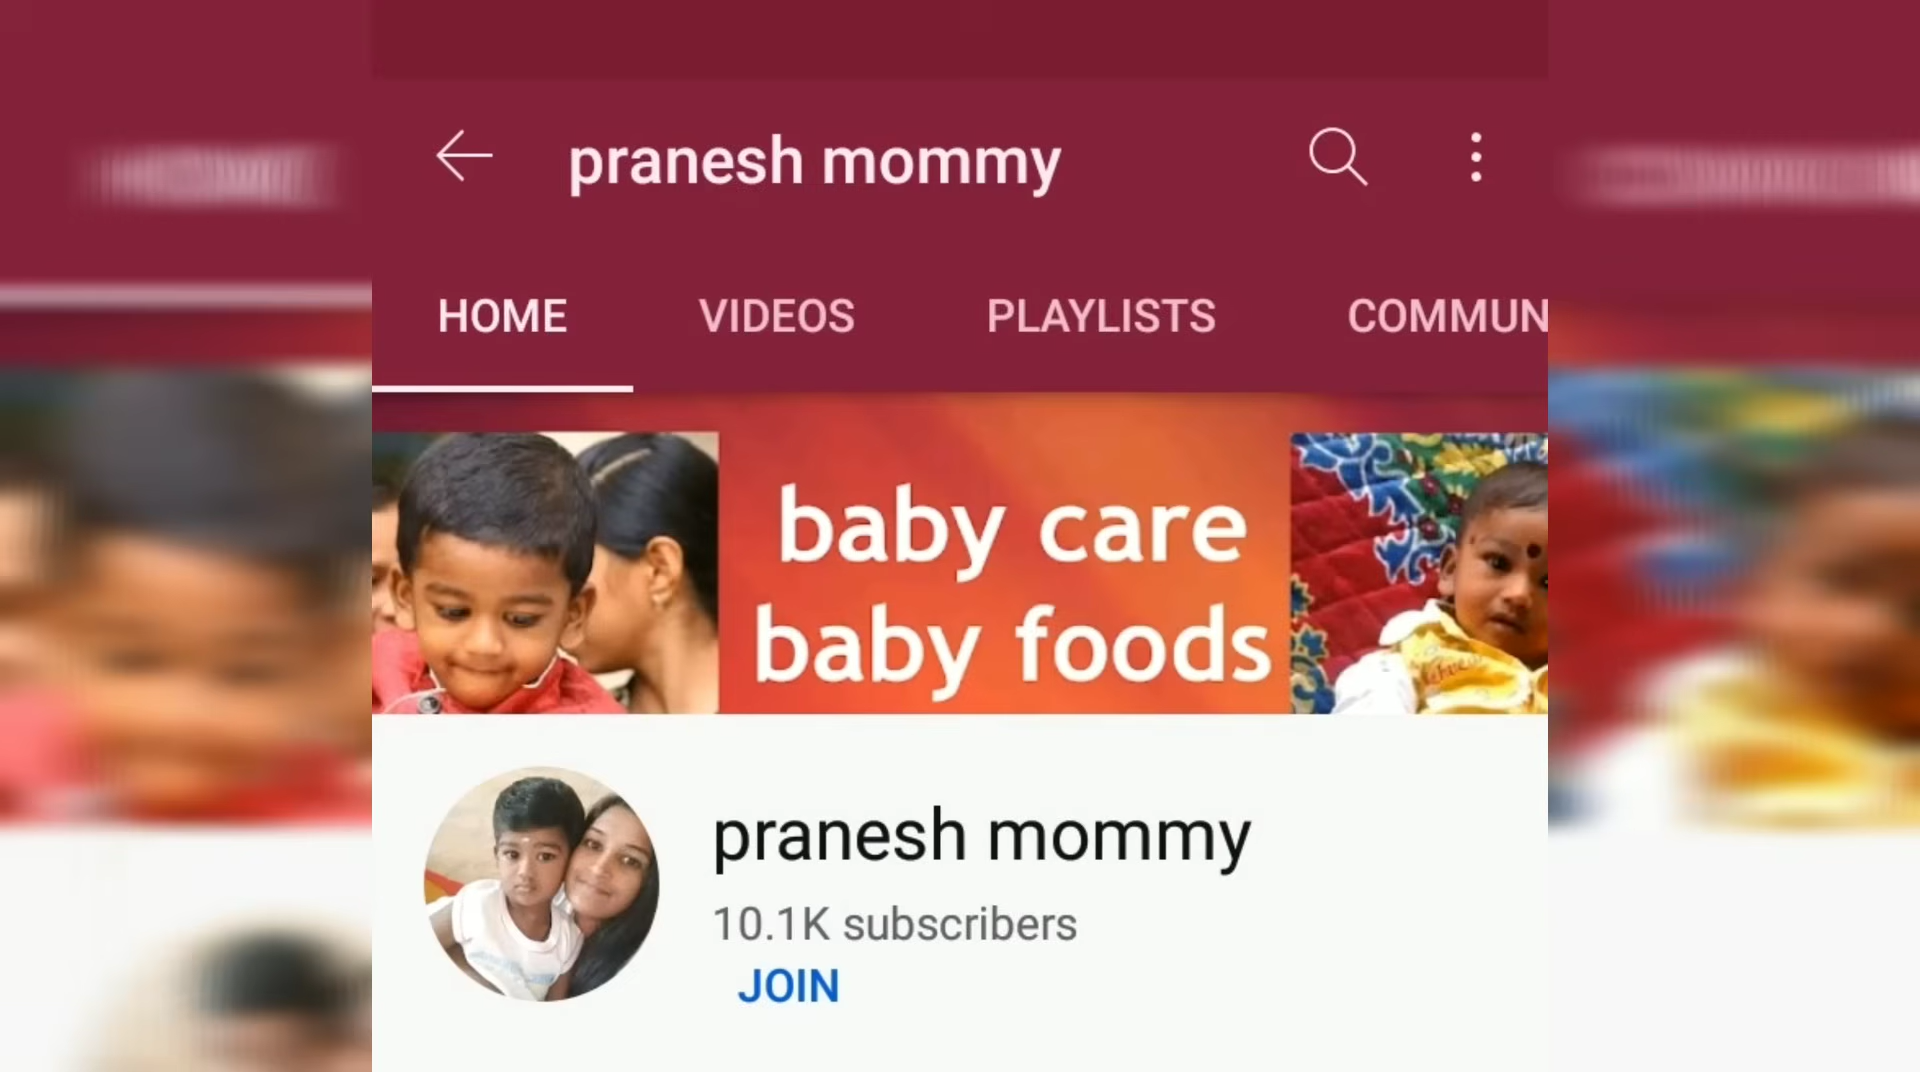 pranesh mommy
HOME VIDEOS PLAYLISTS COMMUN
baby care
baby foods
pranesh mommy
10.1K subscribers
JOIN